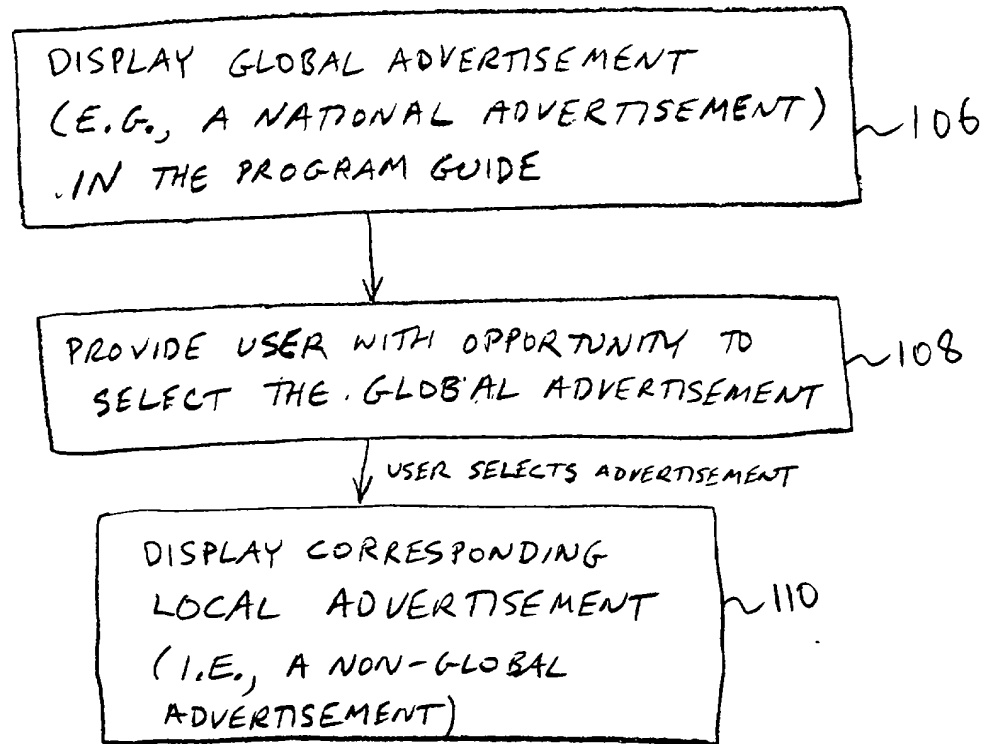 DISPLAY GLOBAL ADVERTISEMENT
(E.G., A NATIONAL ADVERTISEMENT)
IN THE PROGRAM GUIDE
106
PROVIDE USER WITH OPPORTUNITY TO
SELECT THE GLOBAL ADVERTISEMENT
108
USER SELECTS ADVERTISEMENT
DISPLAY CORRESPONDING
LOCAL ADVERTISEMENT
(I.E., A NON-GLOBAL
ADVERTISEMENT)
110